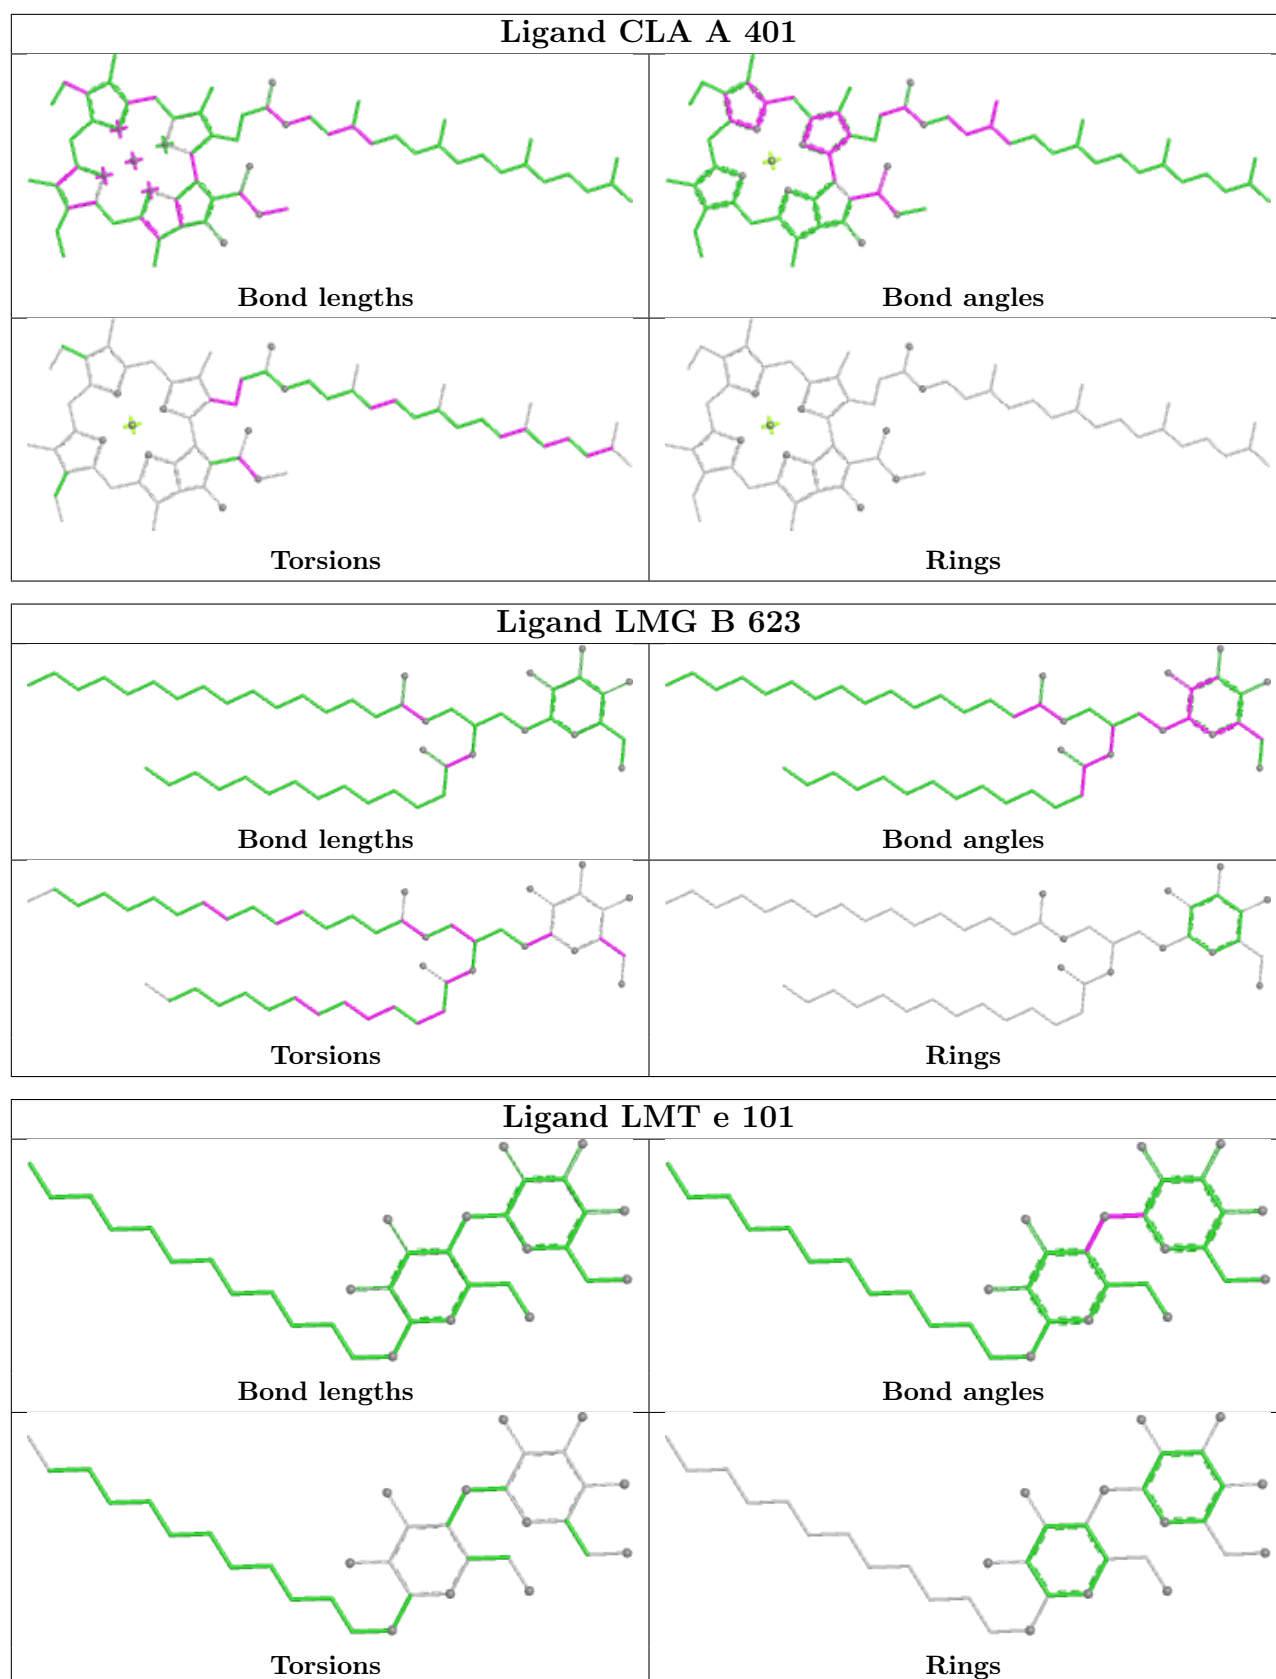 Ligand CLA A 401
Bond lengths
Bond angles
Torsions
Rings
Ligand LMG B 623
Bond lengths
Bond angles
Torsions
Rings
Ligand LMT e 101
Bond lengths
Bond angles
Torsions
Rings